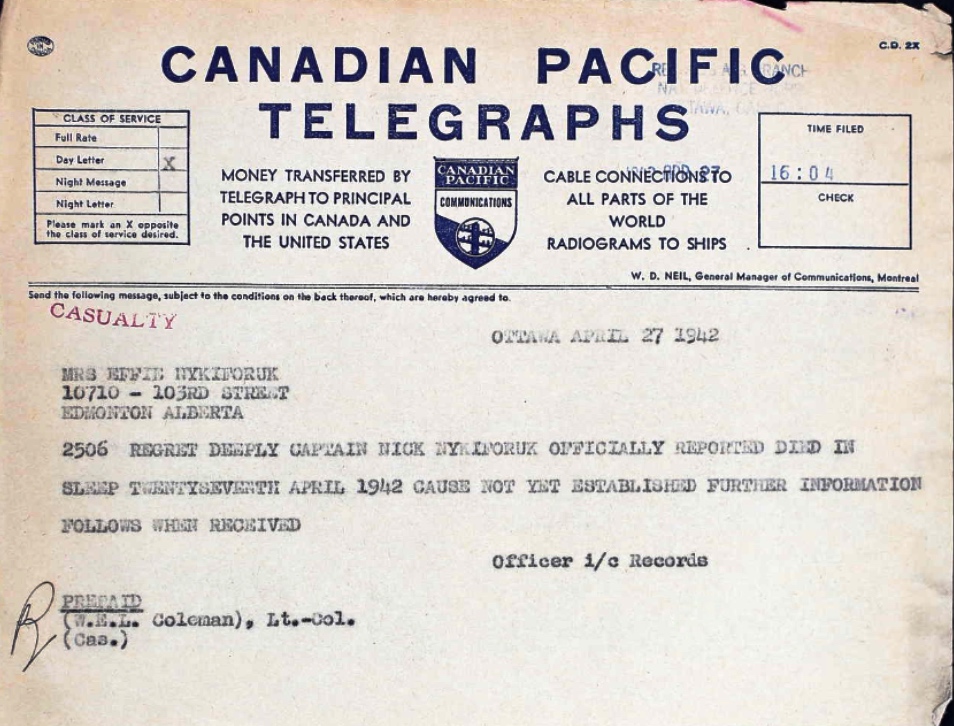 C.D. 2X
CANADIAN PACIFIC
TELEGRAPHS
CLASS OF SERVICE
Full Rate
Day Letter X
Night Message
Night Letter
Please mark an X opposite
the class of service desired.
MONEY TRANSFERRED BY
TELEGRAPH TO PRINCIPAL
POINTS IN CANADA AND
THE UNITED STATES
CANADIAN
PACIFIC
COMMUNICATIONS
CABLE CONNECTIONS TO
ALL PARTS OF THE
WORLD
RADIOGRAMS TO SHIPS
TIME FILED
16:04
CHECK
W. D. NEIL, General Manager of Communications, Montreal
Send the following message, subject to the conditions on the back thereof, which are hereby agreed to.
CASUALTY
OTTAWA APRIL 27 1942
MRS EFFIE NYKIFORUK
10710 - 103RD STREET
EDMONTON ALBERTA
2506 REGRET DEEPLY CAPTAIN NICK NYKIFORUK OFFICIALLY REPORTED DIED IN
SLEEP TWENTYSEVENTH APRIL 1942 CAUSE NOT YET ESTABLISHED FURTHER INFORMATION
FOLLOWS WHEN RECEIVED
Officer i/c Records
PREPAID
(W.E.L. Coleman), Lt.-Col.
(Cas.)